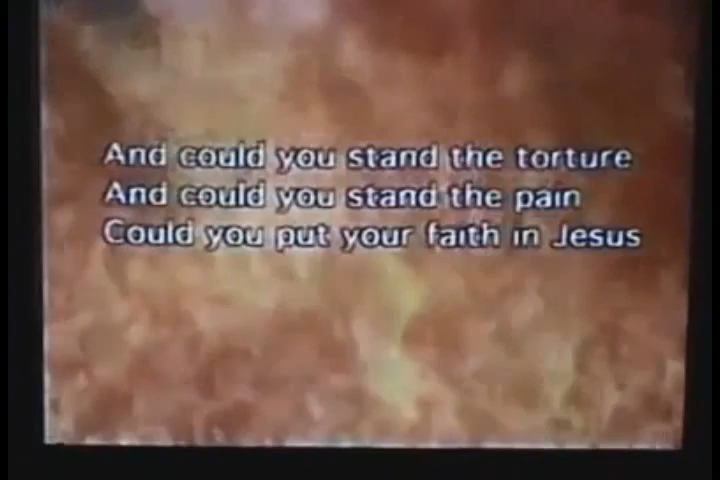 And could you stand the torture
And could you stand the pain
Could you put your faith in Jesus